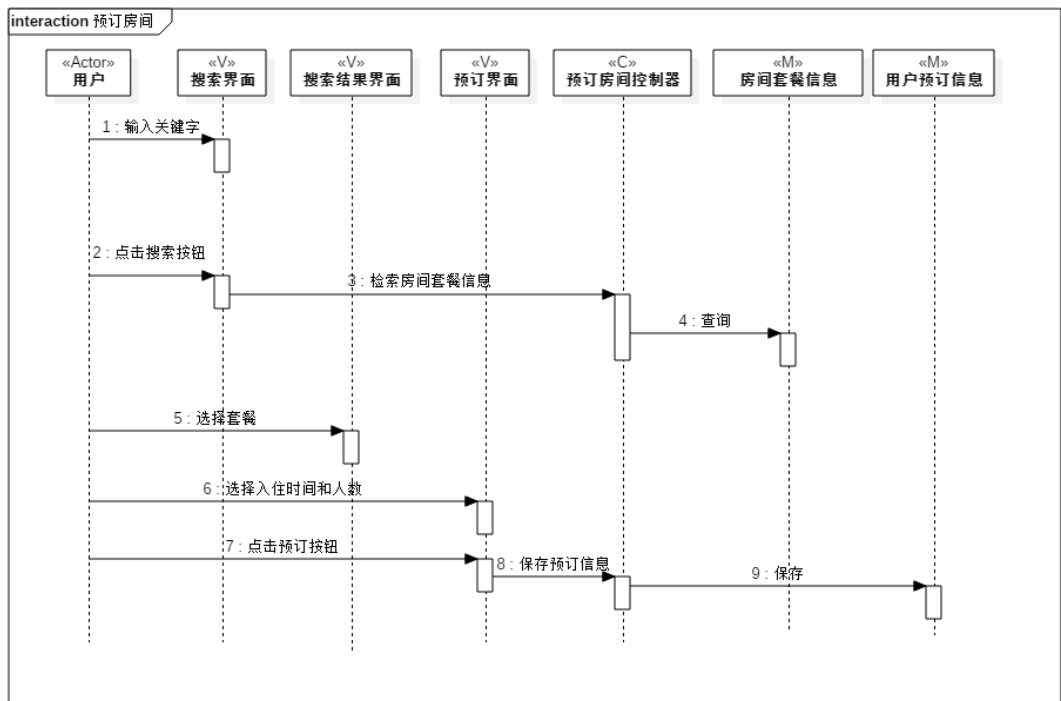 interaction 预订房间
«Actor»
用户
«V»
搜索界面
«V»
搜索结果界面
«V»
预订界面
«C»
预订房间控制器
«M»
房间套餐信息
«M»
用户预订信息
1 : 输入关键字
2 : 点击搜索按钮
3 : 检索房间套餐信息
4 : 查询
5 : 选择套餐
6 : 选择入住时间和人数
7 : 点击预订按钮
8 : 保存预订信息
9 : 保存